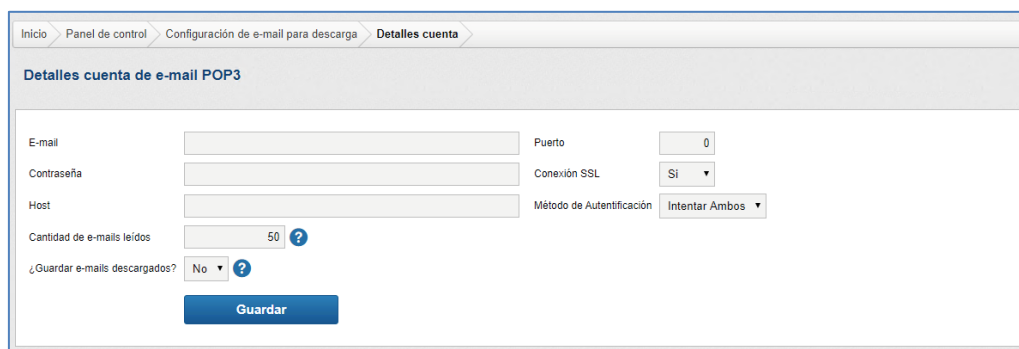 Inicio Panel de control Configuración de e-mail para descarga Detalles cuenta
Detalles cuenta de e-mail POP3
E-mail Puerto 0
Contraseña Conexión SSL Si
Host Método de Autentificación Intentar Ambos
Cantidad de e-mails leídos 50 ?
¿Guardar e-mails descargados? No ?
Guardar